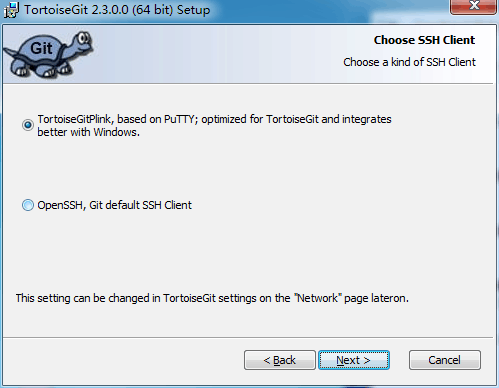 TortoiseGit 2.3.0.0 (64 bit) Setup
Git
Choose SSH Client
Choose a kind of SSH Client
TortoiseGitPlink, based on PuTTY; optimized for TortoiseGit and integrates
better with Windows.
OpenSSH, Git default SSH Client
This setting can be changed in TortoiseGit settings on the "Network" page lateron.
< Back
Next >
Cancel